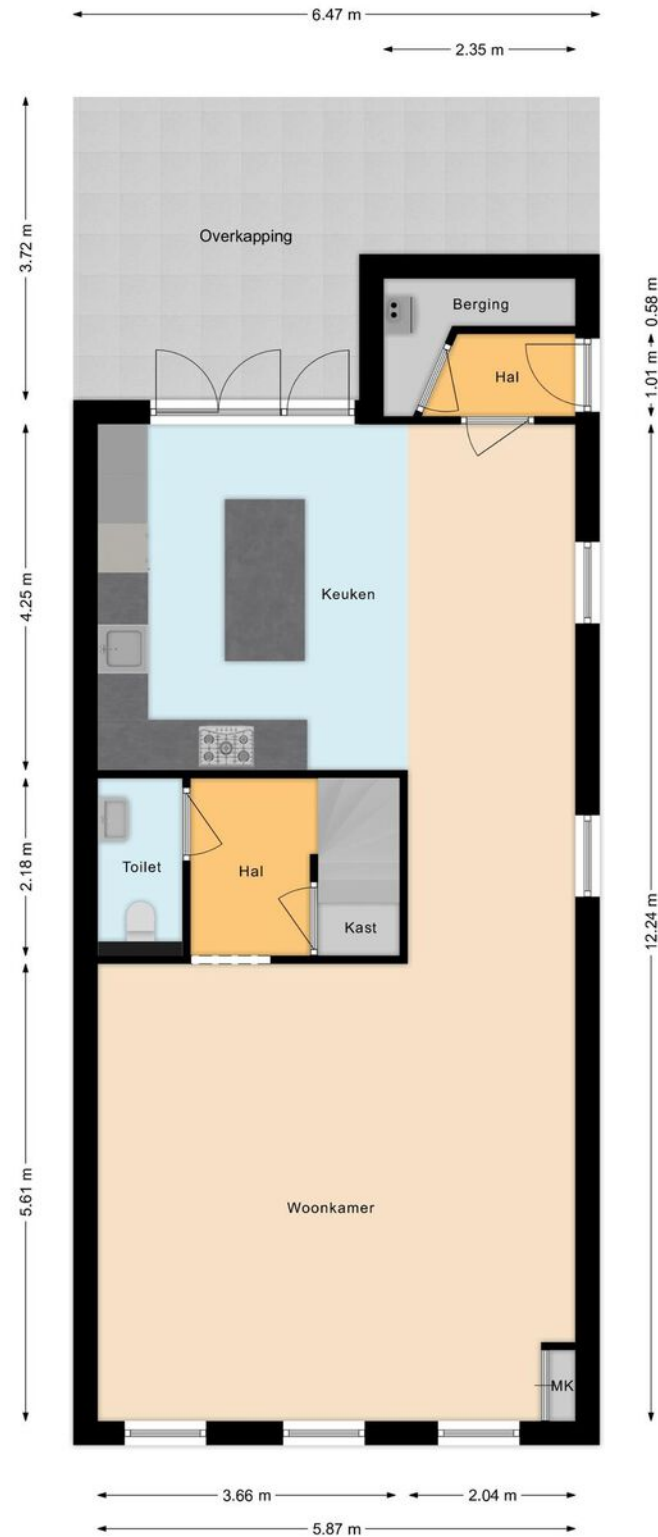 6.47 m
2.35 m
3.72 m
Overkapping
0.58 m
Berging
1.01 m
Hal
4.25 m
Keuken
2.18 m
Toilet
Hal
Kast
12.24 m
5.61 m
Woonkamer
MK
3.66 m
2.04 m
5.87 m